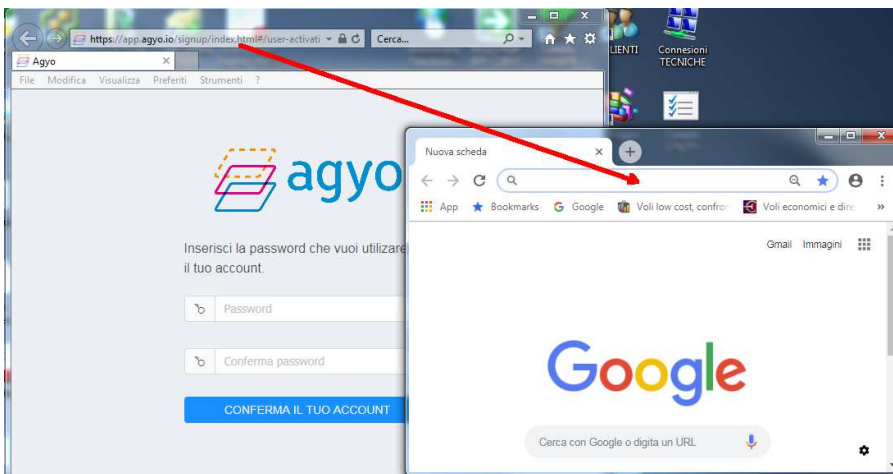 https://app.agyo.io/signup/index.html#/user-activati
Cerca...
Agyo
File Modifica Visualizza Preferiti Strumenti ?
agyo
Inserisci la password che vuoi utilizzare
il tuo account.
Password
Conferma password
CONFERMA IL TUO ACCOUNT
LIENTI
Connesioni
TECNICHE
Nuova scheda
App Bookmarks Google Voli low cost, confro Voli economici e dire
Gmail Immagini
Google
Cerca con Google o digita un URL